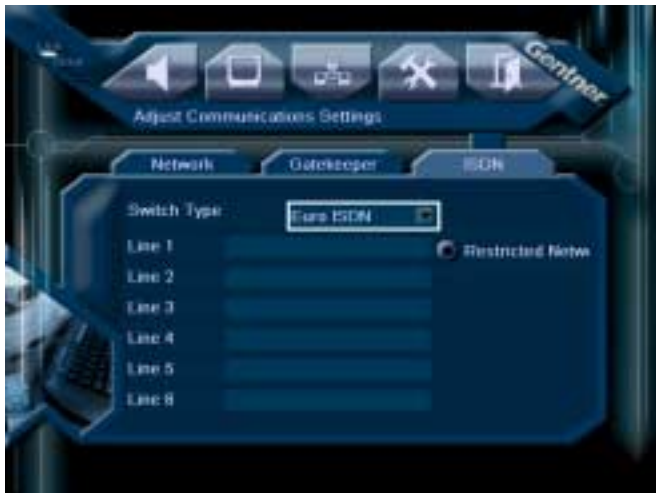 Gentner
Adjust Communications Settings
Network Gatekeeper ISDN
Switch Type Euro ISDN
Line 1 Restricted Netw
Line 2
Line 3
Line 4
Line 5
Line 6